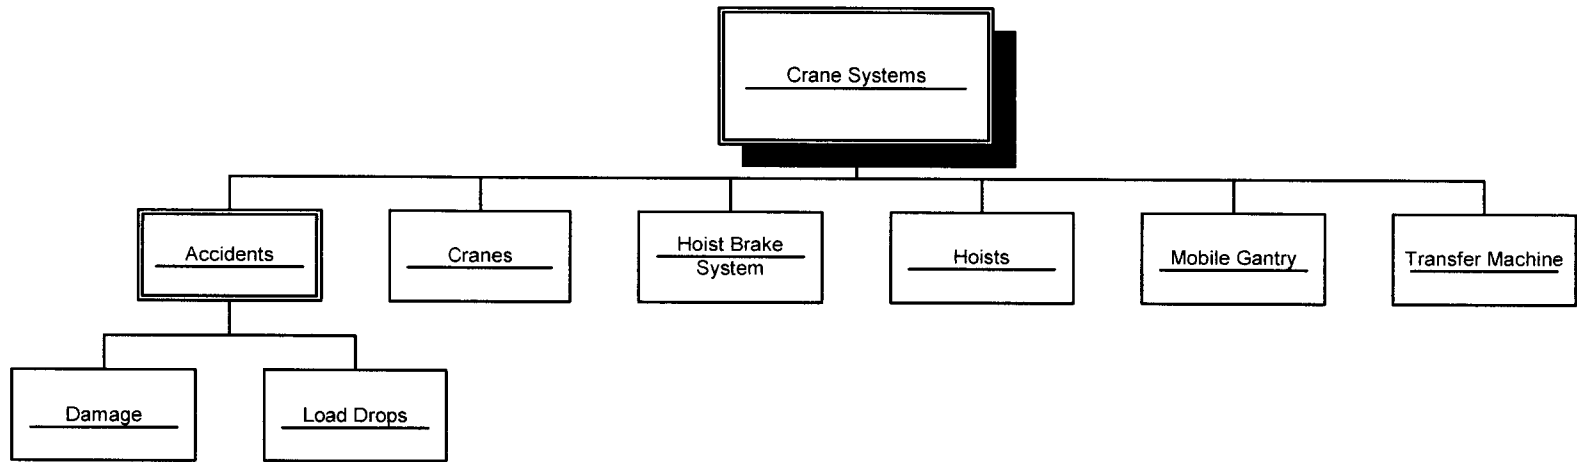 Crane Systems
Accidents
Cranes
Hoist Brake
System
Hoists
Mobile Gantry
Transfer Machine
Damage
Load Drops